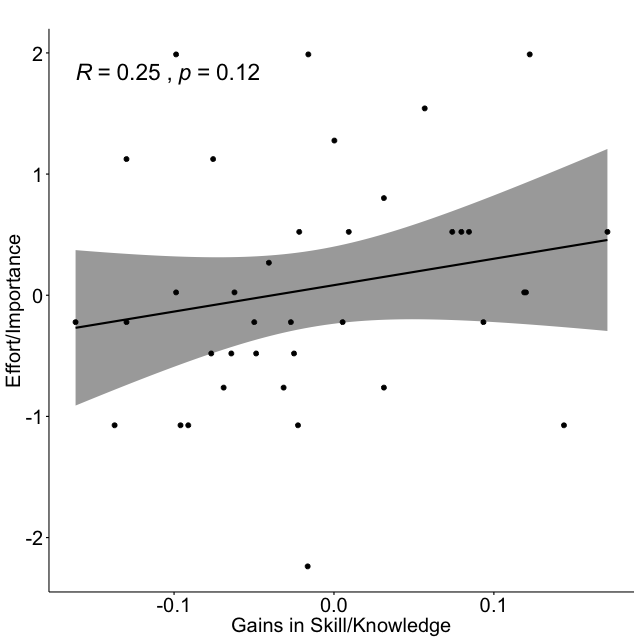 2
R = 0.25 , p = 0.12
1
0
-1
-2
-0.1 0.0 0.1
Gains in Skill/Knowledge
Effort/Importance